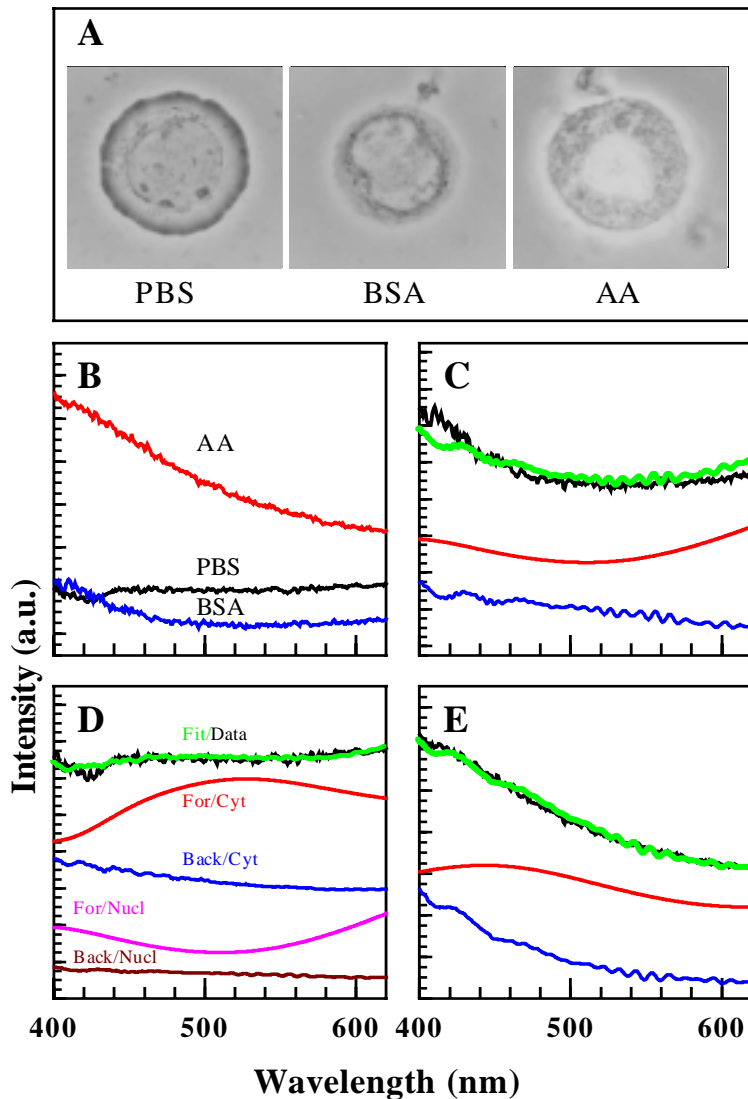 A
PBS BSA AA
B
AA
PBS
BSA
C
D
Fit/Data
For/Cyt
Back/Cyt
For/Nucl
Back/Nucl
E
Intensity (a.u.)
400 500 600 400 500 600
Wavelength (nm)